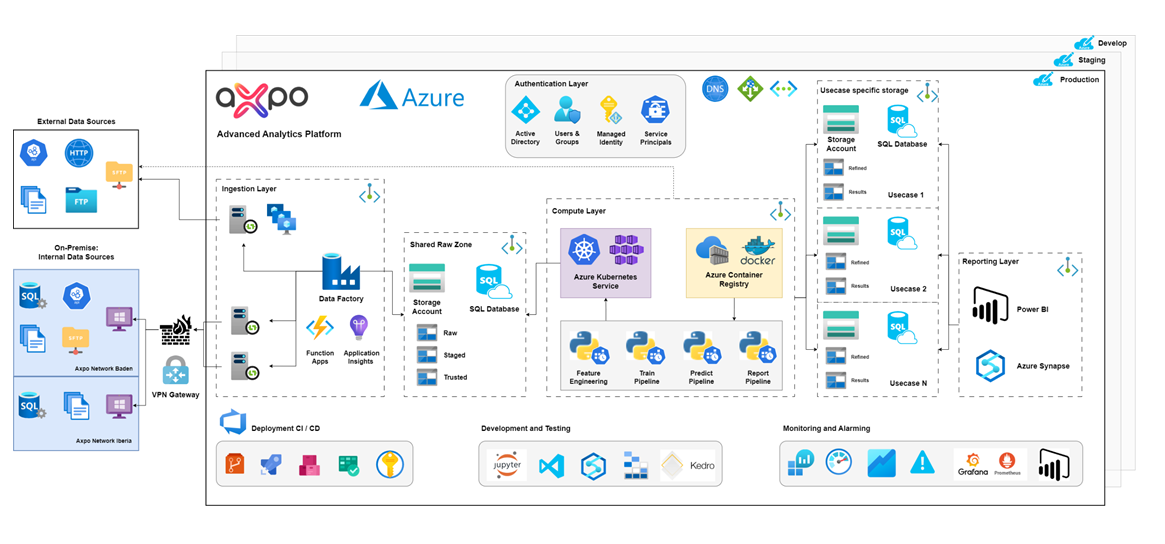 Develop
Staging
Production
axpo
Azure
Advanced Analytics Platform
Authentication Layer
Active
Directory
Users &
Groups
Managed
Identity
Service
Principals
DNS
Usecase specific storage
Storage
Account
SQL
SQL Database
Refined
Results
Usecase 1
SQL
Refined
Results
Usecase 2
SQL
Refined
Results
Usecase N
External Data Sources
HTTP
SFTP
FTP
On-Premise:
Internal Data Sources
SQL
SFTP
Axpo Network Baden
SQL
Axpo Network Iberia
VPN Gateway
Ingestion Layer
Data Factory
Function
Apps
Application
Insights
Shared Raw Zone
Storage
Account
SQL
SQL Database
Raw
Staged
Trusted
Compute Layer
Azure Kubernetes
Service
docker
Azure Container
Registry
Feature
Engineering
Train
Pipeline
Predict
Pipeline
Report
Pipeline
Reporting Layer
Power BI
Azure Synapse
Deployment CI / CD
Development and Testing
jupyter
Kedro
Monitoring and Alarming
Grafana
Prometheus